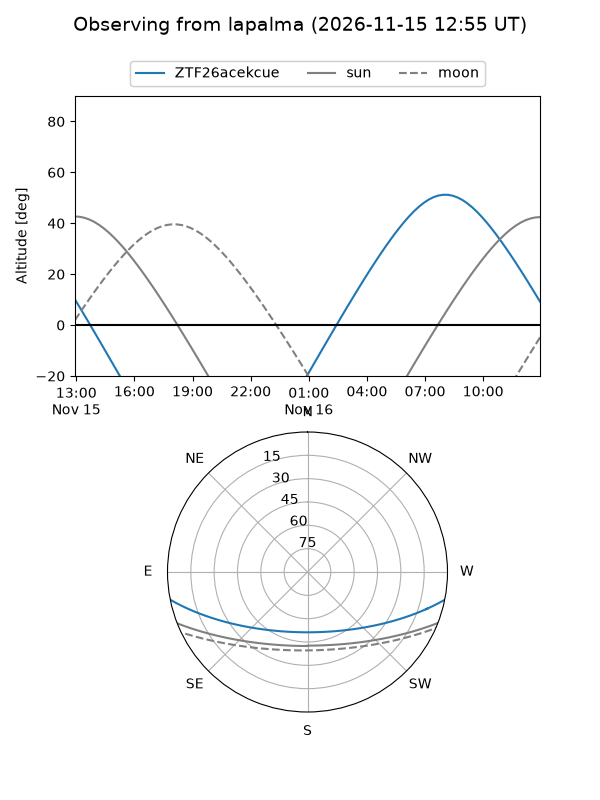 Observing from lapalma (2026-11-15 12:55 UT)
ZTF26acekcue sun moon
Altitude [deg]
80
60
40
20
0
−20
13:00 16:00 19:00 22:00 01:00 04:00 07:00 10:00
Nov 15 Nov 16
N
NE NW
15
30
45
60
75
E W
SE SW
S